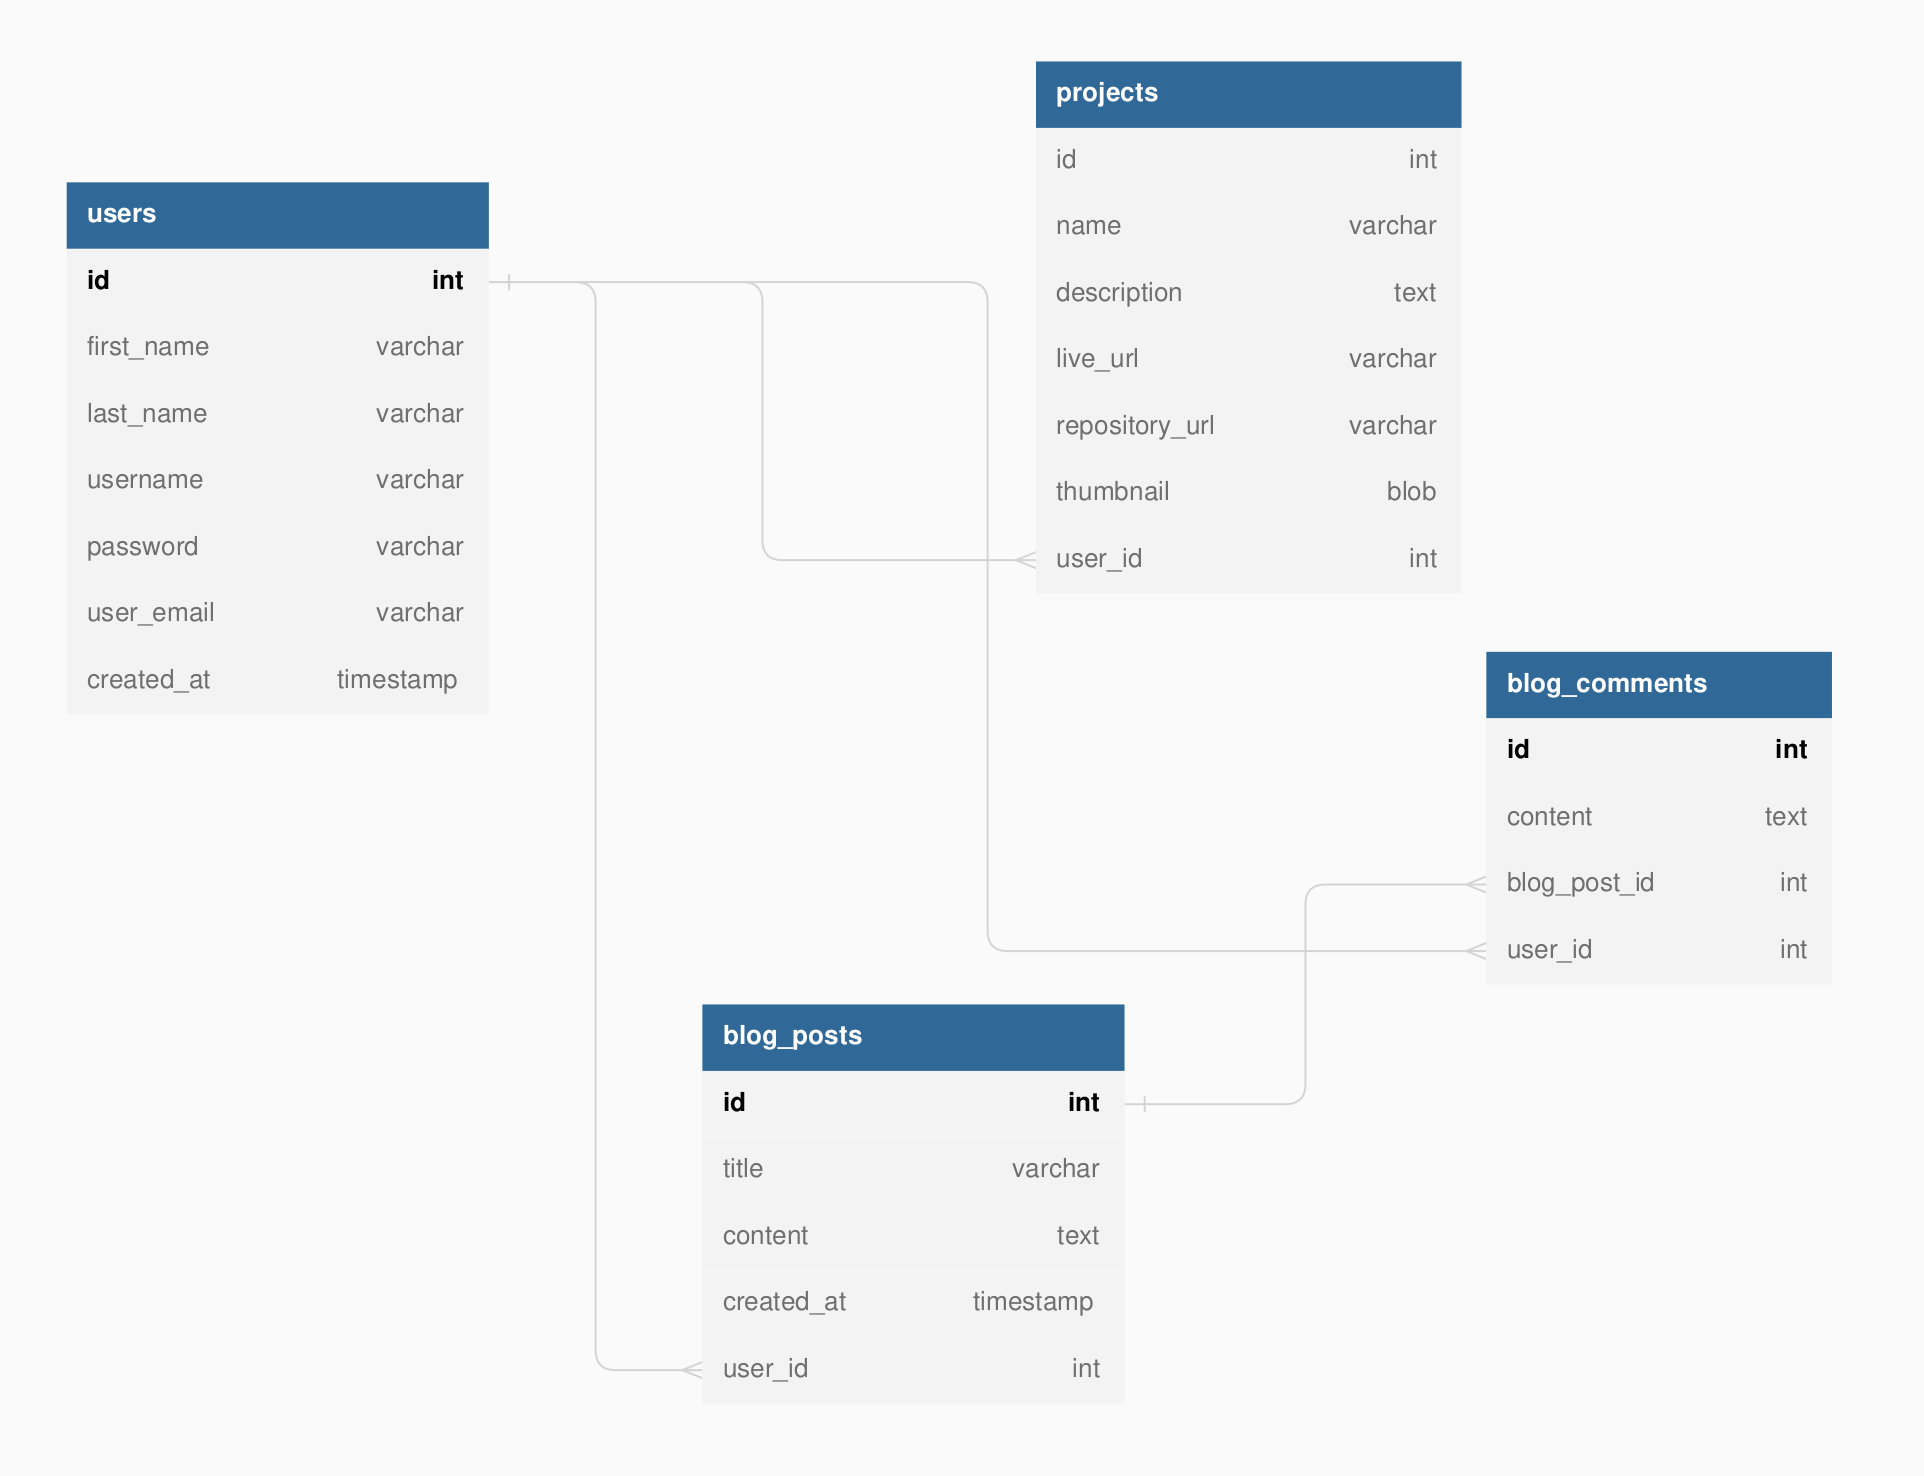 users
id int
first_name varchar
last_name varchar
username varchar
password varchar
user_email varchar
created_at timestamp
projects
id int
name varchar
description text
live_url varchar
repository_url varchar
thumbnail blob
user_id int
blog_comments
id int
content text
blog_post_id int
user_id int
blog_posts
id int
title varchar
content text
created_at timestamp
user_id int